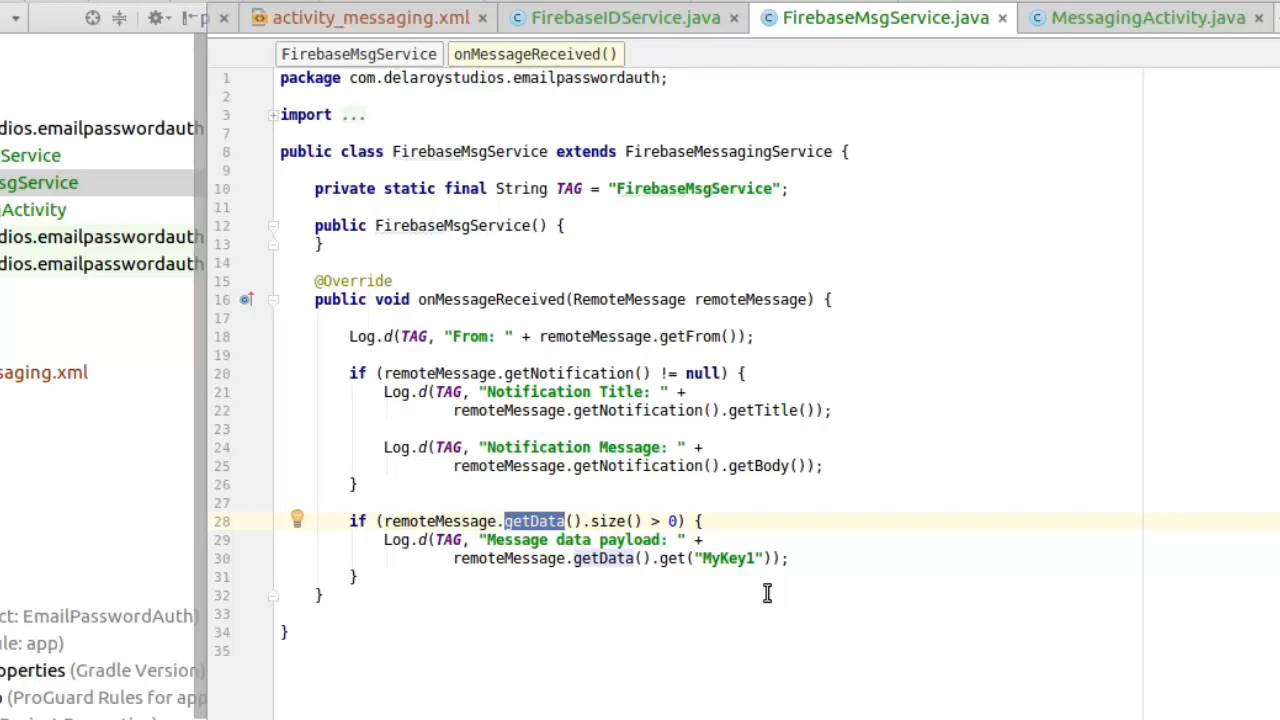 activity_messaging.xml
FirebaseIDService.java
FirebaseMsgService.java
MessagingActivity.java
FirebaseMsgService
onMessageReceived()
dios.emailpasswordauth
Service
sgService
gActivity
dios.emailpasswordauth
dios.emailpasswordauth
saging.xml
ct: EmailPasswordAuth)
ule: app)
operties (Gradle Version)
(ProGuard Rules for app
1 package com.delaroystudios.emailpasswordauth;
2
3 import ...
7
8 public class FirebaseMsgService extends FirebaseMessagingService {
9
10 private static final String TAG = "FirebaseMsgService";
11
12 public FirebaseMsgService() {
13 }
14
15 @Override
16 public void onMessageReceived(RemoteMessage remoteMessage) {
17
18 Log.d(TAG, "From: " + remoteMessage.getFrom());
19
20 if (remoteMessage.getNotification() != null) {
21 Log.d(TAG, "Notification Title: " +
22 remoteMessage.getNotification().getTitle());
23
24 Log.d(TAG, "Notification Message: " +
25 remoteMessage.getNotification().getBody());
26 }
27
28 if (remoteMessage.getData().size() > 0) {
29 Log.d(TAG, "Message data payload: " +
30 remoteMessage.getData().get("MyKey1"));
31 }
32 }
33
34 }
35